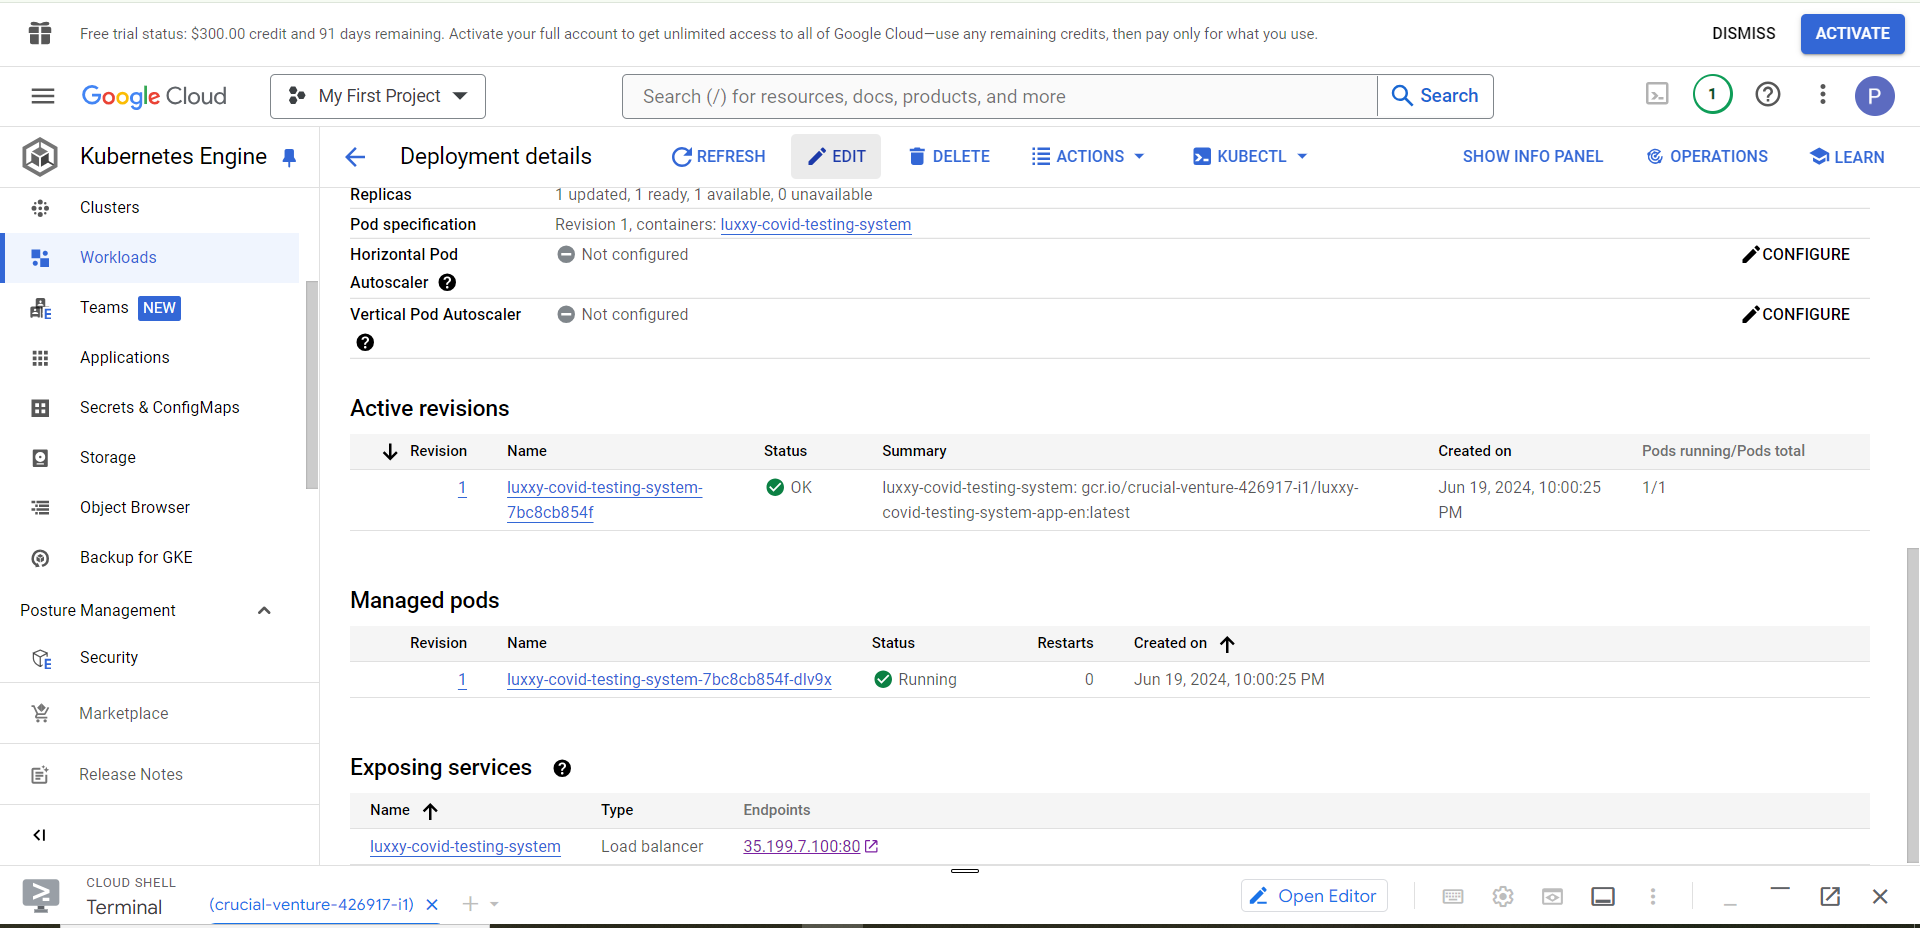 Free trial status: $300.00 credit and 91 days remaining. Activate your full account to get unlimited access to all of Google Cloud—use any remaining credits, then pay only for what you use.
DISMISS
ACTIVATE
Google Cloud
My First Project
Search (/) for resources, docs, products, and more
Search
1
P
Kubernetes Engine
Deployment details
REFRESH
EDIT
DELETE
ACTIONS
KUBECTL
SHOW INFO PANEL
OPERATIONS
LEARN
Clusters
Workloads
Teams NEW
Applications
Secrets & ConfigMaps
Storage
Object Browser
Backup for GKE
Posture Management
Security
Marketplace
Release Notes
Replicas 1 updated, 1 ready, 1 available, 0 unavailable
Pod specification Revision 1, containers: luxxy-covid-testing-system
Horizontal Pod Not configured CONFIGURE
Autoscaler
Vertical Pod Autoscaler Not configured CONFIGURE
Active revisions
Revision Name Status Summary Created on Pods running/Pods total
1 luxxy-covid-testing-system- OK luxxy-covid-testing-system: gcr.io/crucial-venture-426917-i1/luxxy- Jun 19, 2024, 10:00:25 1/1
7bc8cb854f covid-testing-system-app-en:latest PM
Managed pods
Revision Name Status Restarts Created on
1 luxxy-covid-testing-system-7bc8cb854f-dlv9x Running 0 Jun 19, 2024, 10:00:25 PM
Exposing services
Name Type Endpoints
luxxy-covid-testing-system Load balancer 35.199.7.100:80
CLOUD SHELL
Terminal
(crucial-venture-426917-i1)
Open Editor